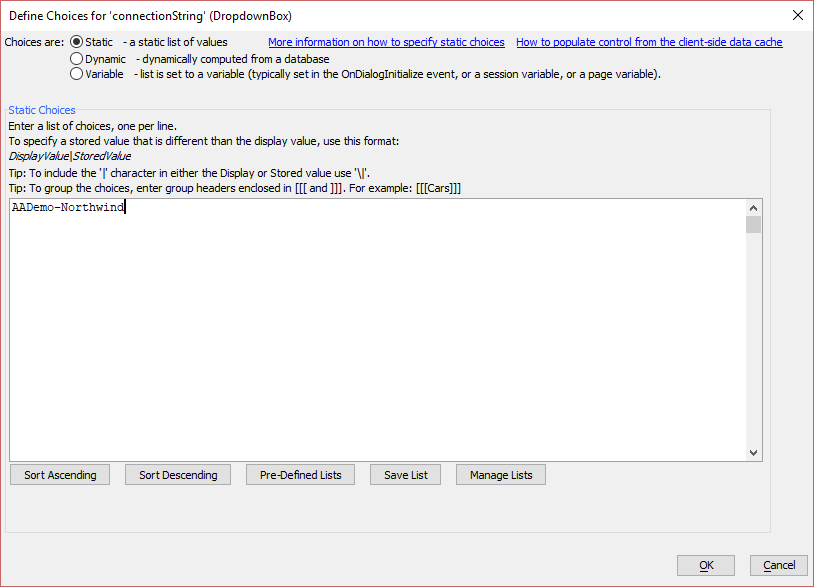 Define Choices for 'connectionString' (DropdownBox)
Choices are: Static - a static list of values More information on how to specify static choices How to populate control from the client-side data cache
Dynamic - dynamically computed from a database
Variable - list is set to a variable (typically set in the OnDialogInitialize event, or a session variable, or a page variable).
Static Choices
Enter a list of choices, one per line.
To specify a stored value that is different than the display value, use this format:
DisplayValue|StoredValue
Tip: To include the '|' character in either the Display or Stored value use '\|'.
Tip: To group the choices, enter group headers enclosed in [[[ and ]]]. For example: [[[Cars]]]
AADemo-Northwind
Sort Ascending Sort Descending Pre-Defined Lists Save List Manage Lists
OK Cancel